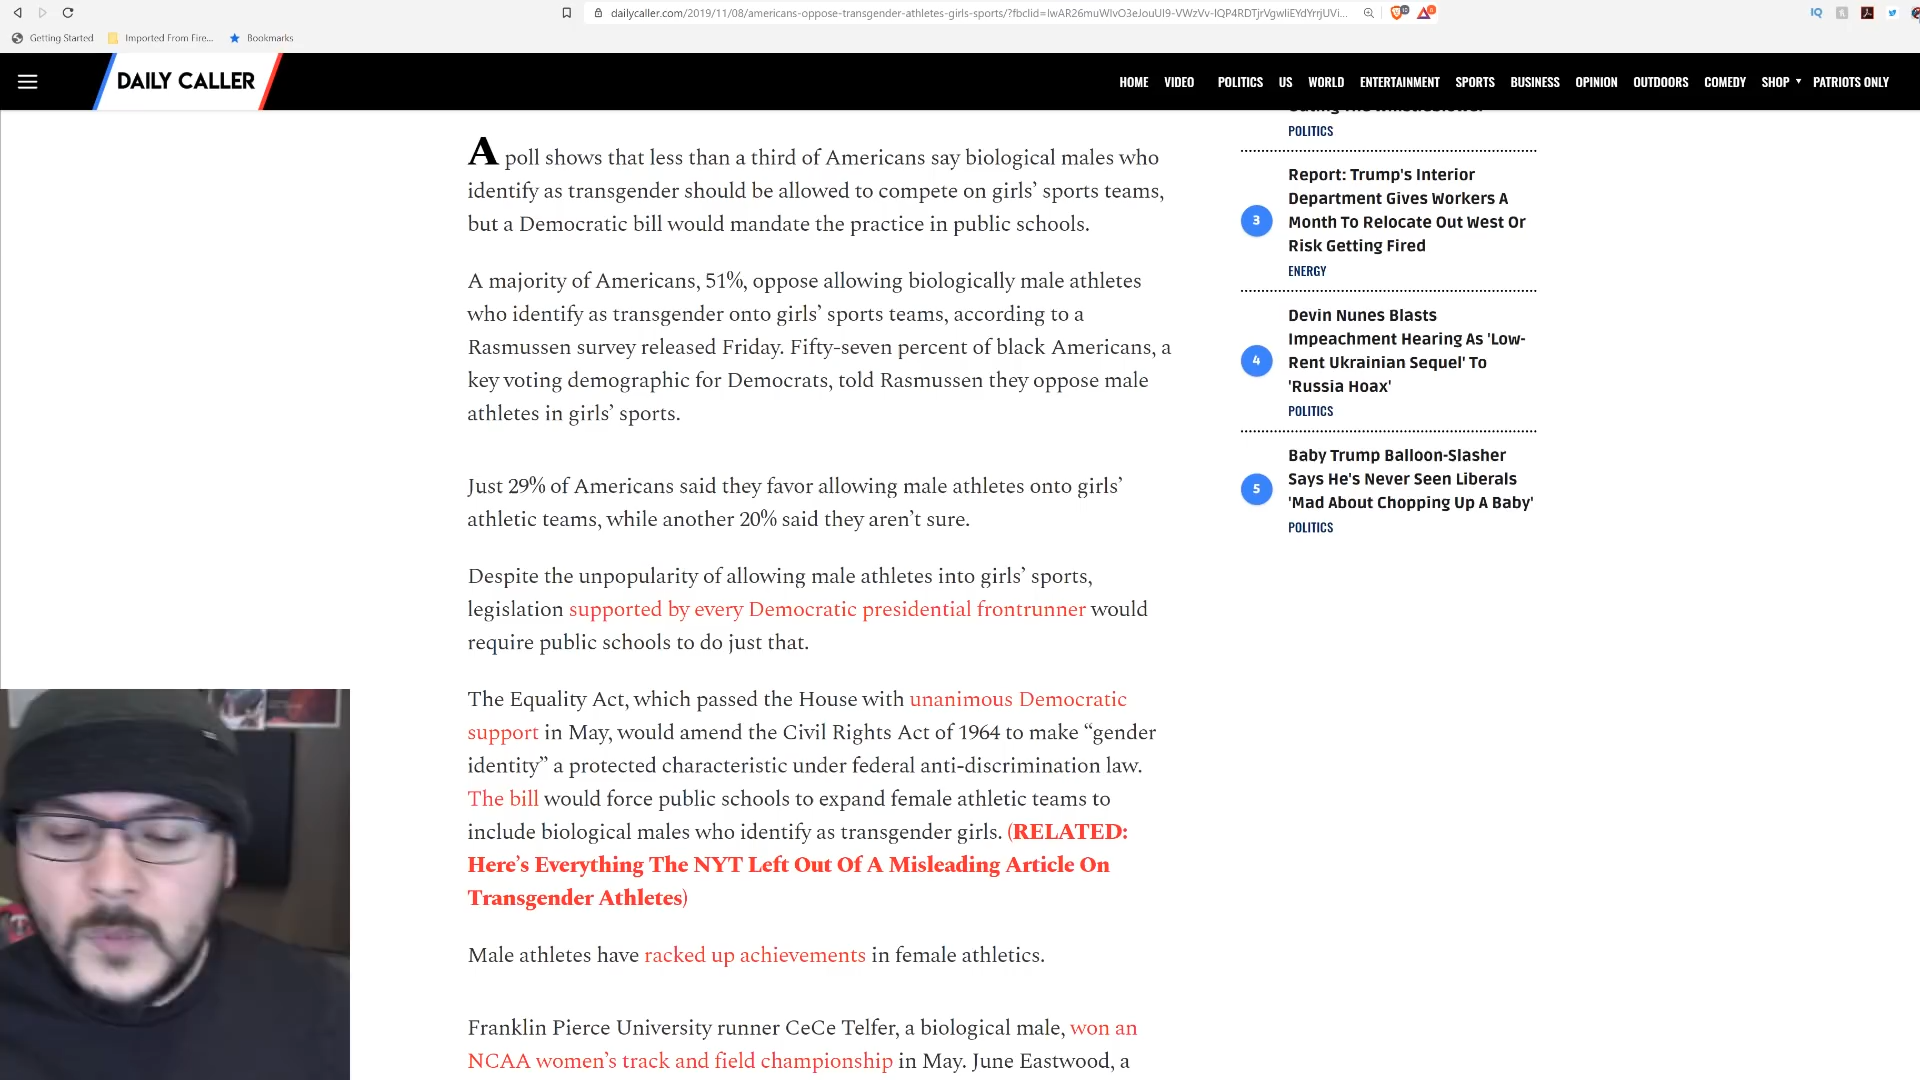 dailycaller.com/2019/11/08/americans-oppose-transgender-athletes-girls-sports/?fbclid=
Getting Started
Imported From Fire...
Bookmarks
DAILY CALLER
HOME
VIDEO
POLITICS
US
WORLD
ENTERTAINMENT
SPORTS
BUSINESS
OPINION
OUTDOORS
COMEDY
SHOP
PATRIOTS ONLY
A poll shows that less than a third of Americans say biological males who
identify as transgender should be allowed to compete on girls’ sports teams,
but a Democratic bill would mandate the practice in public schools.
A majority of Americans, 51%, oppose allowing biologically male athletes
who identify as transgender onto girls’ sports teams, according to a
Rasmussen survey released Friday. Fifty-seven percent of black Americans, a
key voting demographic for Democrats, told Rasmussen they oppose male
athletes in girls’ sports.
Just 29% of Americans said they favor allowing male athletes onto girls’
athletic teams, while another 20% said they aren’t sure.
Despite the unpopularity of allowing male athletes into girls’ sports,
legislation supported by every Democratic presidential frontrunner would
require public schools to do just that.
The Equality Act, which passed the House with unanimous Democratic
support in May, would amend the Civil Rights Act of 1964 to make “gender
identity” a protected characteristic under federal anti-discrimination law.
The bill would force public schools to expand female athletic teams to
include biological males who identify as transgender girls. (RELATED:
Here’s Everything The NYT Left Out Of A Misleading Article On
Transgender Athletes)
Male athletes have racked up achievements in female athletics.
Franklin Pierce University runner CeCe Telfer, a biological male, won an
NCAA women’s track and field championship in May. June Eastwood, a
POLITICS
3
Report: Trump's Interior
Department Gives Workers A
Month To Relocate Out West Or
Risk Getting Fired
ENERGY
4
Devin Nunes Blasts
Impeachment Hearing As 'Low-
Rent Ukrainian Sequel' To
'Russia Hoax'
POLITICS
5
Baby Trump Balloon-Slasher
Says He's Never Seen Liberals
'Mad About Chopping Up A Baby'
POLITICS